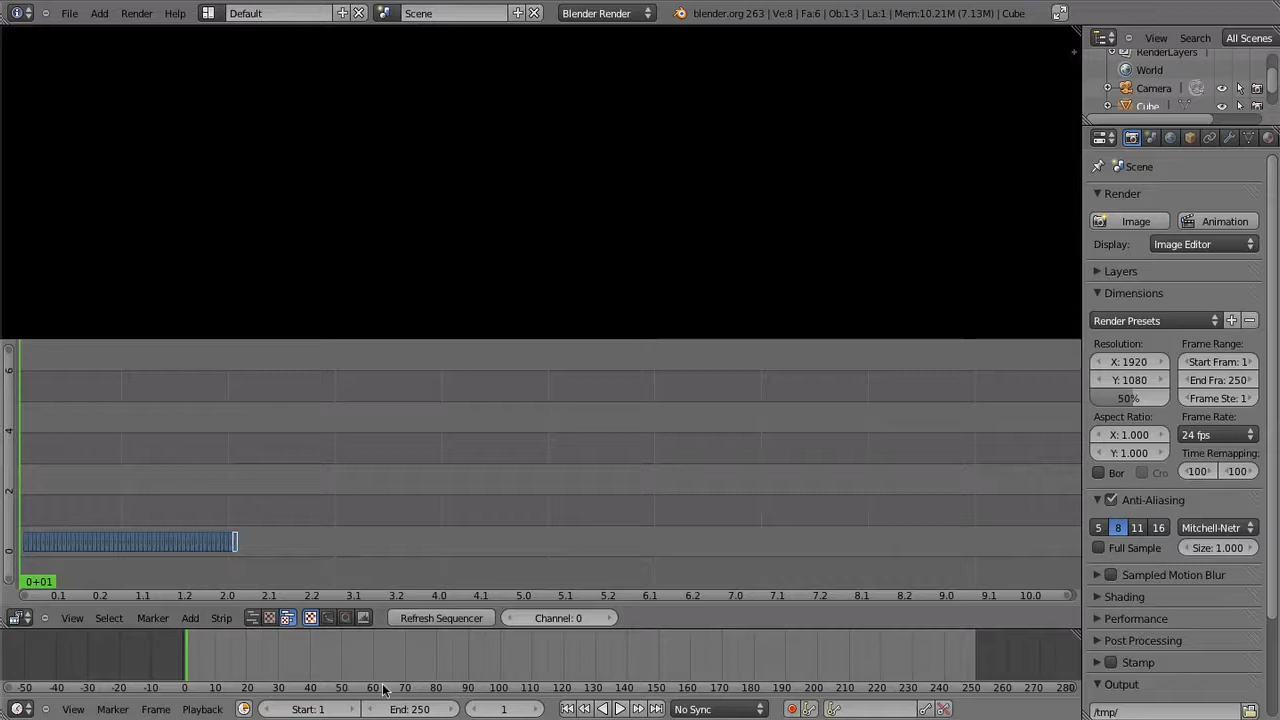 File Add Render Help Default Scene Blender Render blender.org 263 | Ve:8 | Fa:6 | Ob:1-3 | La:1 | Mem:10.21M (7.13M) | Cube
View Search All Scenes
RenderLayers
World
Camera
Cube
Scene
Render
Image Animation
Display: Image Editor
Layers
Dimensions
Render Presets
Resolution: Frame Range:
X: 1920 Start Fram: 1
Y: 1080 End Fra: 250
50% Frame Ste: 1
Aspect Ratio: Frame Rate:
X: 1.000 24 fps
Y: 1.000 Time Remapping:
Bor Cro 100 100
Anti-Aliasing
5 8 11 16 Mitchell-Netr
Full Sample Size: 1.000
Sampled Motion Blur
Shading
Performance
Post Processing
Stamp
Output
/tmp/
6
4
2
0
0+01
0.1 0.2 1.1 1.2 2.0 2.1 2.2 3.1 3.2 4.0 4.1 4.2 5.1 5.2 6.1 6.2 7.1 7.2 8.1 8.2 9.0 9.1 10.0
View Select Marker Add Strip Refresh Sequencer Channel: 0
-50 -40 -30 -20 -10 0 10 20 30 40 50 60 70 80 90 100 110 120 130 140 150 160 170 180 190 200 210 220 230 240 250 260 270 280
View Marker Frame Playback Start: 1 End: 250 1 No Sync